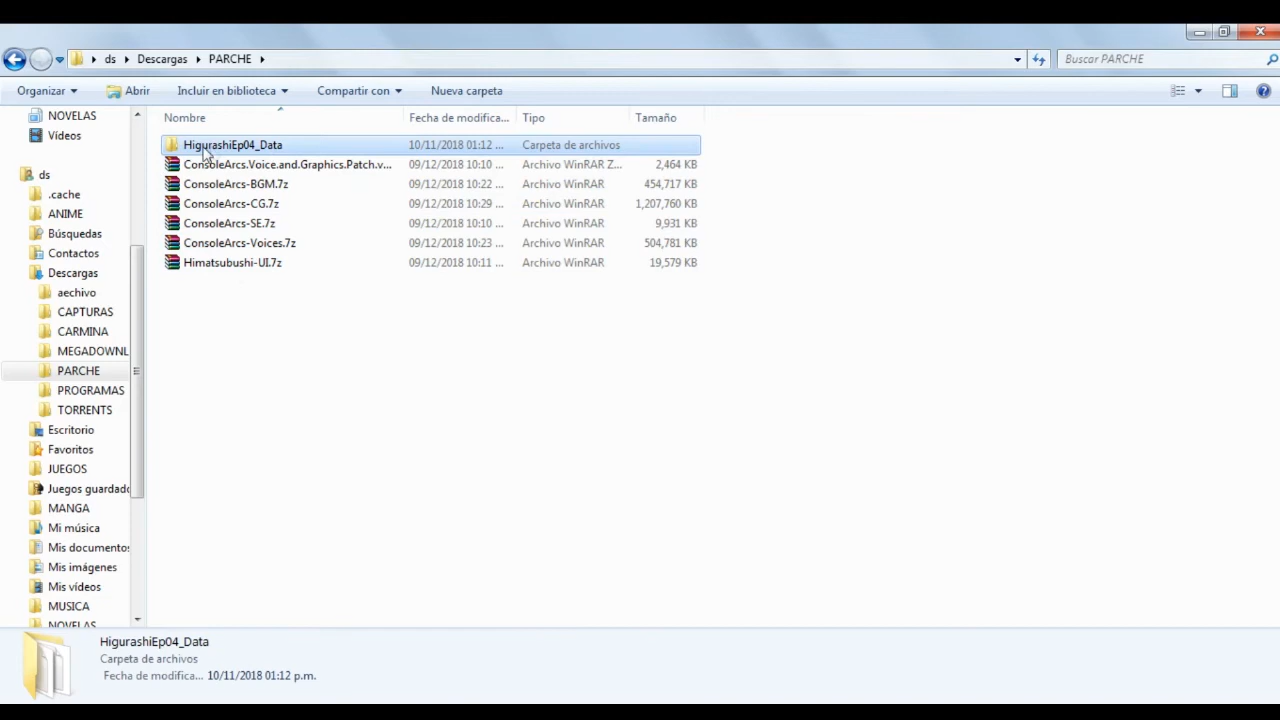 ds Descargas PARCHE
Buscar PARCHE
Organizar Abrir Incluir en biblioteca Compartir con Nueva carpeta
NOVELAS
Vídeos
ds
.cache
ANIME
Búsquedas
Contactos
Descargas
aechivo
CAPTURAS
CARMINA
MEGADOWNL
PARCHE
PROGRAMAS
TORRENTS
Escritorio
Favoritos
JUEGOS
Juegos guardado
MANGA
Mi música
Mis documentos
Mis imágenes
Mis vídeos
MUSICA
NOVELAS
Nombre Fecha de modifica... Tipo Tamaño
HigurashiEp04_Data 10/11/2018 01:12 ... Carpeta de archivos
ConsoleArcs.Voice.and.Graphics.Patch.v... 09/12/2018 10:10 ... Archivo WinRAR Z... 2,464 KB
ConsoleArcs-BGM.7z 09/12/2018 10:22 ... Archivo WinRAR 454,717 KB
ConsoleArcs-CG.7z 09/12/2018 10:29 ... Archivo WinRAR 1,207,760 KB
ConsoleArcs-SE.7z 09/12/2018 10:10 ... Archivo WinRAR 9,931 KB
ConsoleArcs-Voices.7z 09/12/2018 10:23 ... Archivo WinRAR 504,781 KB
Himatsubushi-UI.7z 09/12/2018 10:11 ... Archivo WinRAR 19,579 KB
HigurashiEp04_Data
Carpeta de archivos
Fecha de modifica... 10/11/2018 01:12 p.m.